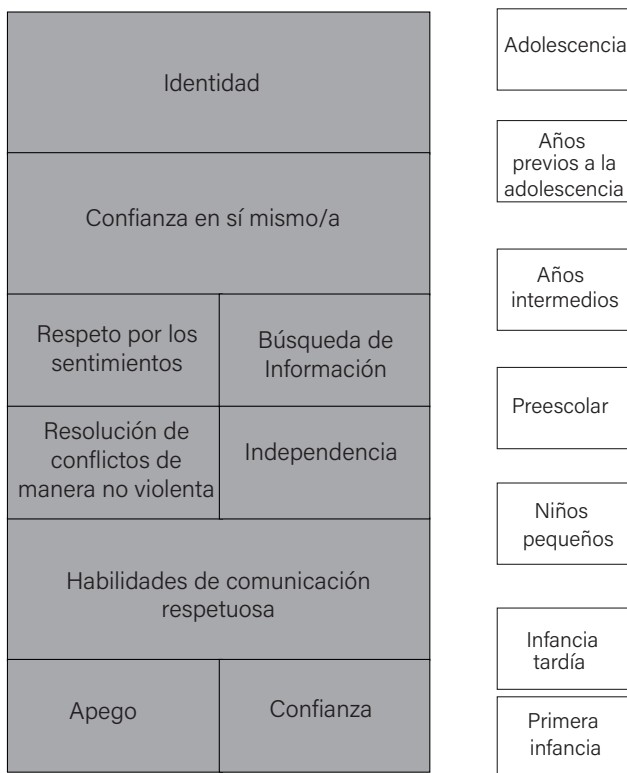 Identidad
Confianza en sí mismo/a
Respeto por los
sentimientos
Búsqueda de
Información
Resolución de
conflictos de
manera no violenta
Independencia
Habilidades de comunicación
respetuosa
Apego
Confianza
Adolescencia
Años
previos a la
adolescencia
Años
intermedios
Preescolar
Niños
pequeños
Infancia
tardía
Primera
infancia